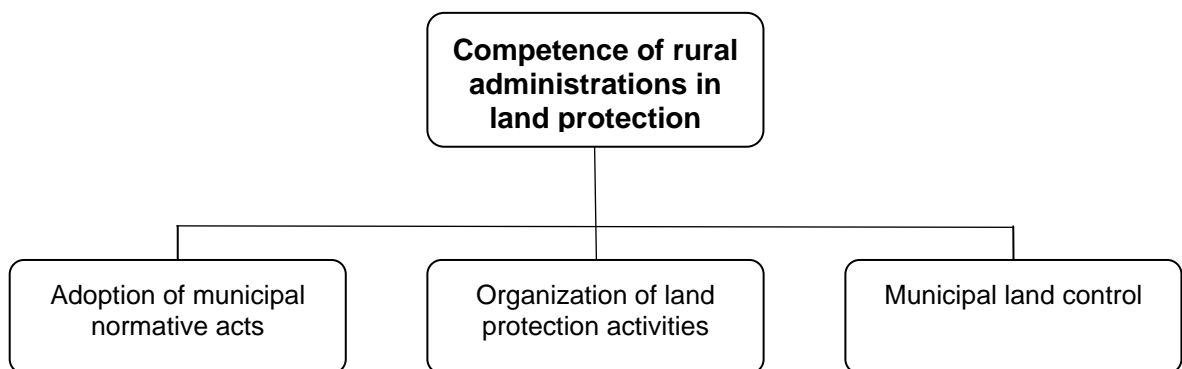 Competence of rural
administrations in
land protection
Adoption of municipal
normative acts
Organization of land
protection activities
Municipal land control